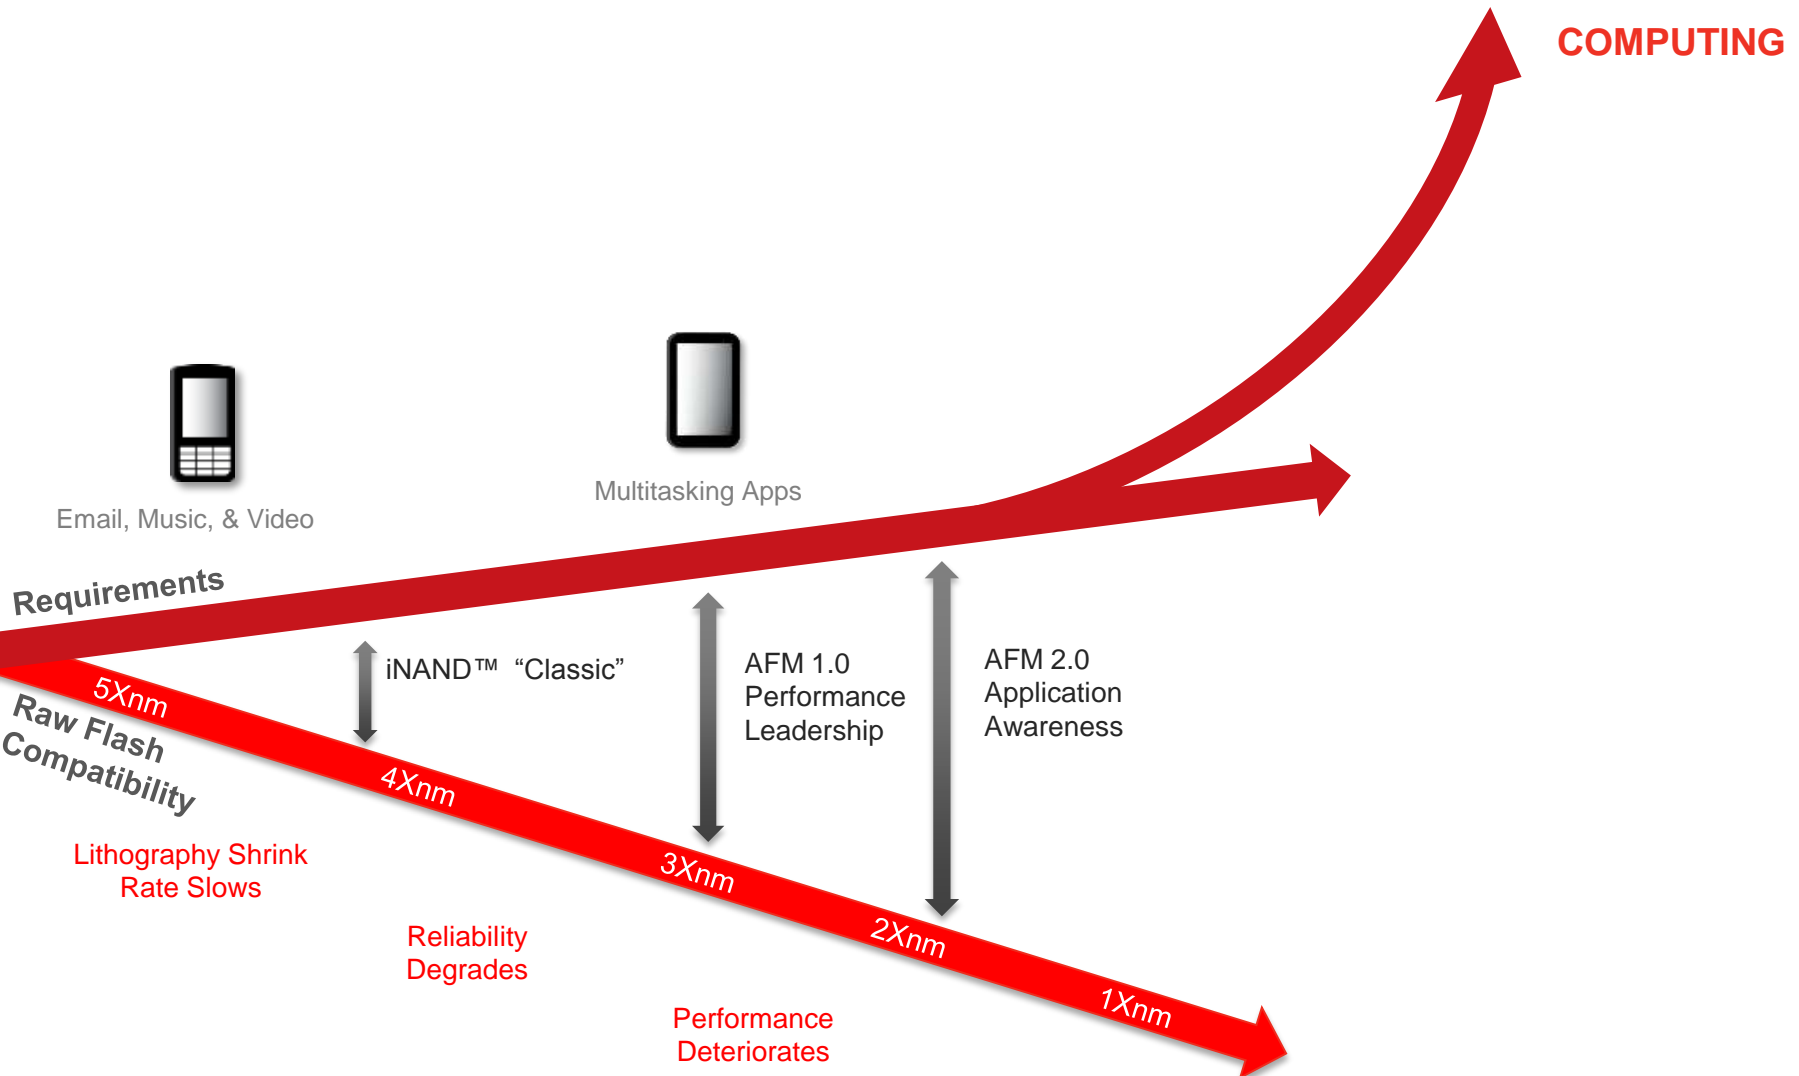 COMPUTING
Multitasking Apps
Email, Music, & Video
Requirements
iNAND™ “Classic”
AFM 1.0
Performance
Leadership
AFM 2.0
Application
Awareness
5Xnm
Raw Flash
Compatibility
4Xnm
3Xnm
2Xnm
1Xnm
Lithography Shrink
Rate Slows
Reliability
Degrades
Performance
Deteriorates